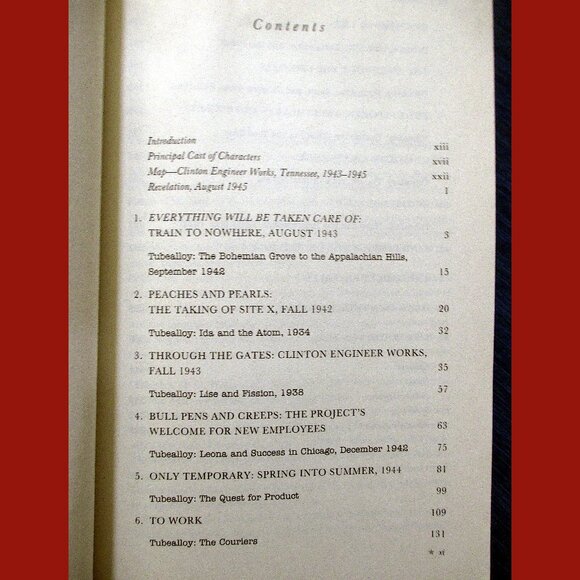 Contents
Introduction xiii
Principal Cast of Characters xvii
Map—Clinton Engineer Works, Tennessee, 1943–1945 xxii
Revelation, August 1945 1
1. EVERYTHING WILL BE TAKEN CARE OF:
TRAIN TO NOWHERE, AUGUST 1943 3
Tubealloy: The Bohemian Grove to the Appalachian Hills,
September 1942 15
2. PEACHES AND PEARLS:
THE TAKING OF SITE X, FALL 1942 20
Tubealloy: Ida and the Atom, 1934 32
3. THROUGH THE GATES: CLINTON ENGINEER WORKS,
FALL 1943 35
Tubealloy: Lise and Fission, 1938 57
4. BULL PENS AND CREEPS: THE PROJECT'S
WELCOME FOR NEW EMPLOYEES 63
Tubealloy: Leona and Success in Chicago, December 1942 75
5. ONLY TEMPORARY: SPRING INTO SUMMER, 1944 81
Tubealloy: The Quest for Product 99
6. TO WORK 109
Tubealloy: The Couriers 131
* xi